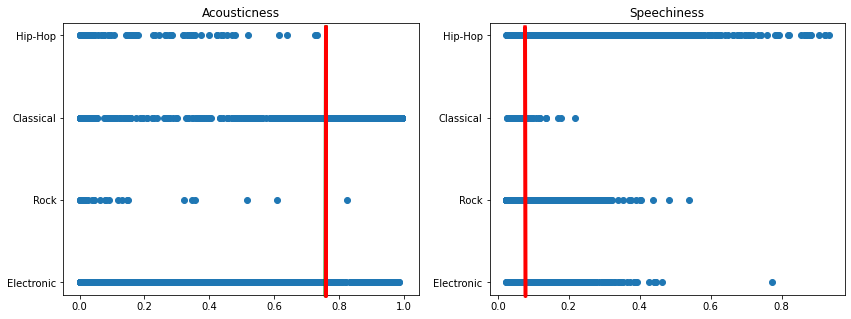 Acousticness
Hip-Hop
Classical
Rock
Electronic
0.0 0.2 0.4 0.6 0.8 1.0
Speechiness
Hip-Hop
Classical
Rock
Electronic
0.0 0.2 0.4 0.6 0.8